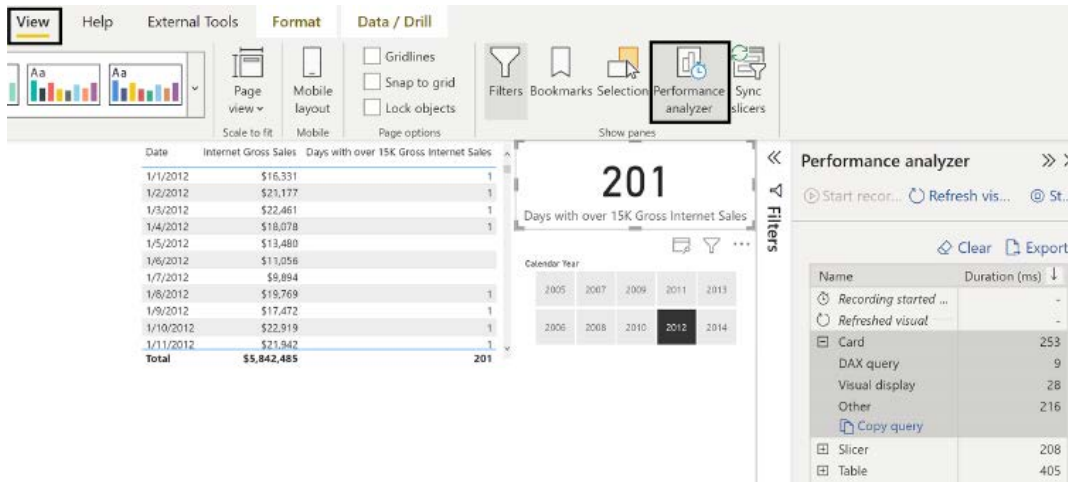 View Help External Tools Format Data / Drill
Aa Aa
Page view
Mobile layout
Gridlines
Snap to grid
Lock objects
Filters Bookmarks Selection Performance analyzer Sync slicers
Scale to fit Mobile Page options Show panes
Date Internet Gross Sales Days with over 15K Gross Internet Sales
1/1/2012 $16,331 1
1/2/2012 $21,177 1
1/3/2012 $22,461 1
1/4/2012 $18,078 1
1/5/2012 $13,480
1/6/2012 $11,056
1/7/2012 $9,894
1/8/2012 $19,769 1
1/9/2012 $17,472 1
1/10/2012 $22,919 1
1/11/2012 $21,942 1
Total $5,842,485 201
201
Days with over 15K Gross Internet Sales
Calendar Year
2005 2007 2009 2011 2013
2006 2008 2010 2012 2014
Filters
Performance analyzer
Start recor... Refresh vis... St..
Clear Export
Name Duration (ms)
Recording started ... -
Refreshed visual -
Card 253
DAX query 9
Visual display 28
Other 216
Copy query
Slicer 208
Table 405